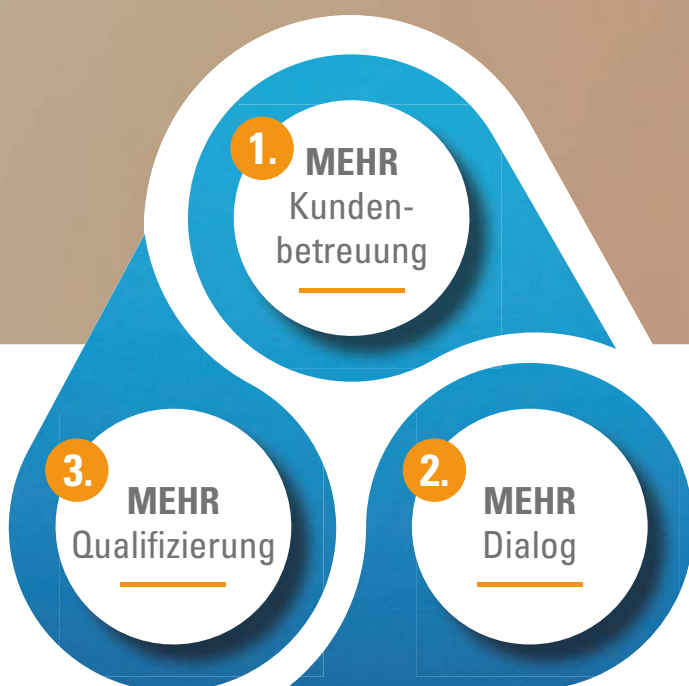 1.
MEHR
Kunden-
betreuung
2.
MEHR
Dialog
3.
MEHR
Qualifizierung